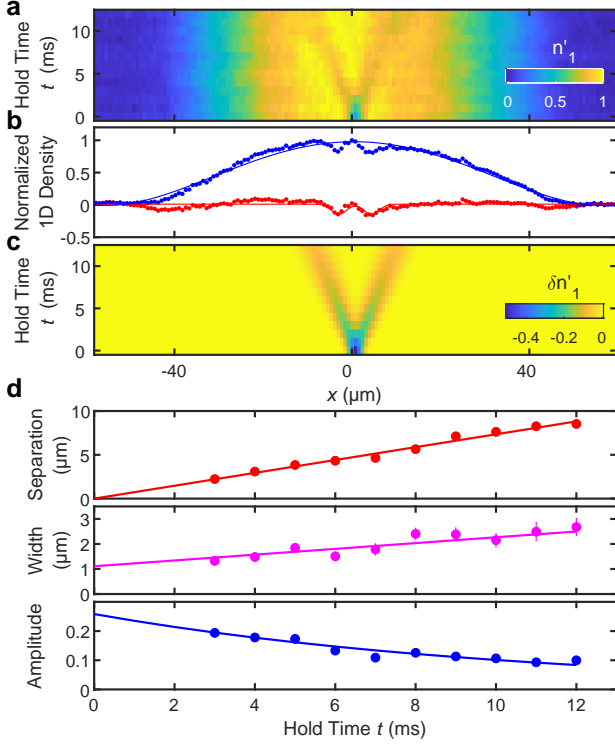 a
Hold Time
t (ms)
10
5
0
n'₁
0 0.5 1
b
Normalized
1D Density
1
0.5
0
-0.5
c
Hold Time
t (ms)
10
5
0
δn'₁
-0.4 -0.2 0
-40 0 40
x (μm)
d
Separation
(μm)
10
5
0
Width
(μm)
3
2
1
0
Amplitude
0.2
0.1
0
0 2 4 6 8 10 12
Hold Time t (ms)